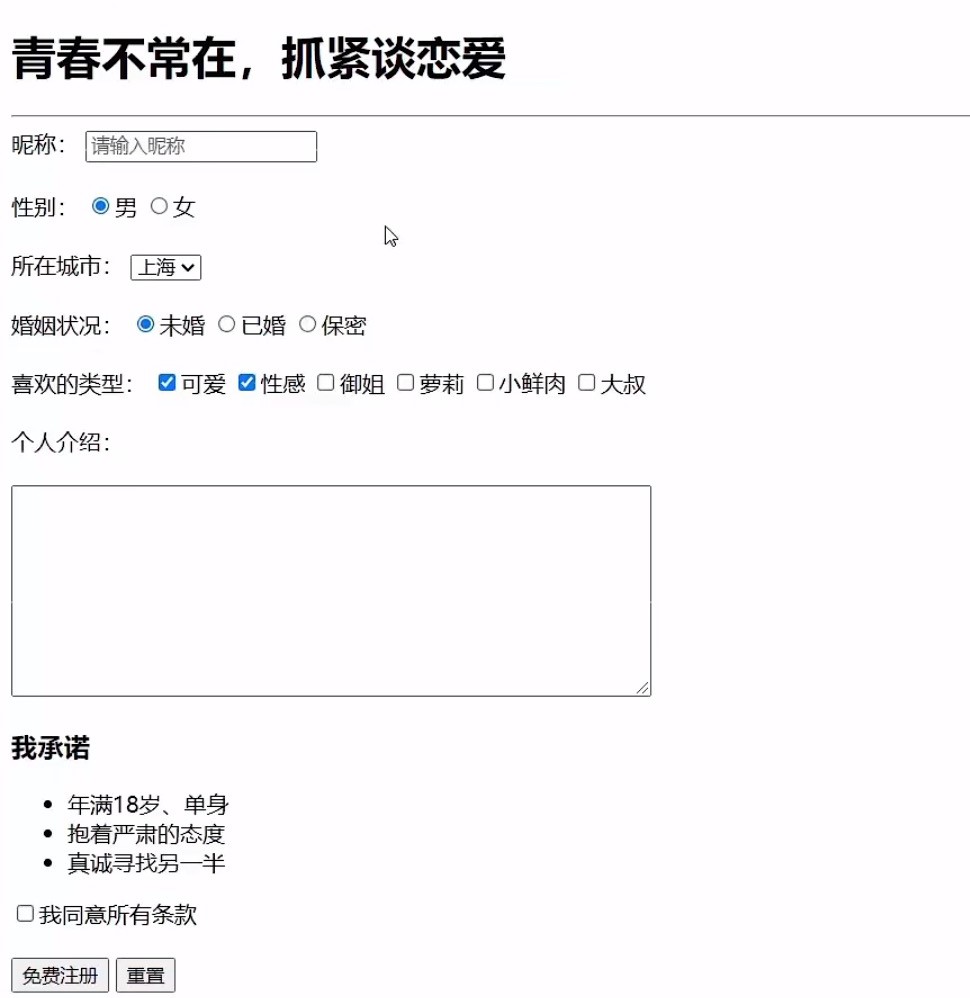 青春不常在，抓紧谈恋爱
昵称： 请输入昵称
性别： 男 女
所在城市： 上海
婚姻状况： 未婚 已婚 保密
喜欢的类型： 可爱 性感 御姐 萝莉 小鲜肉 大叔
个人介绍：
我承诺
年满18岁、单身
抱着严肃的态度
真诚寻找另一半
我同意所有条款
免费注册 重置